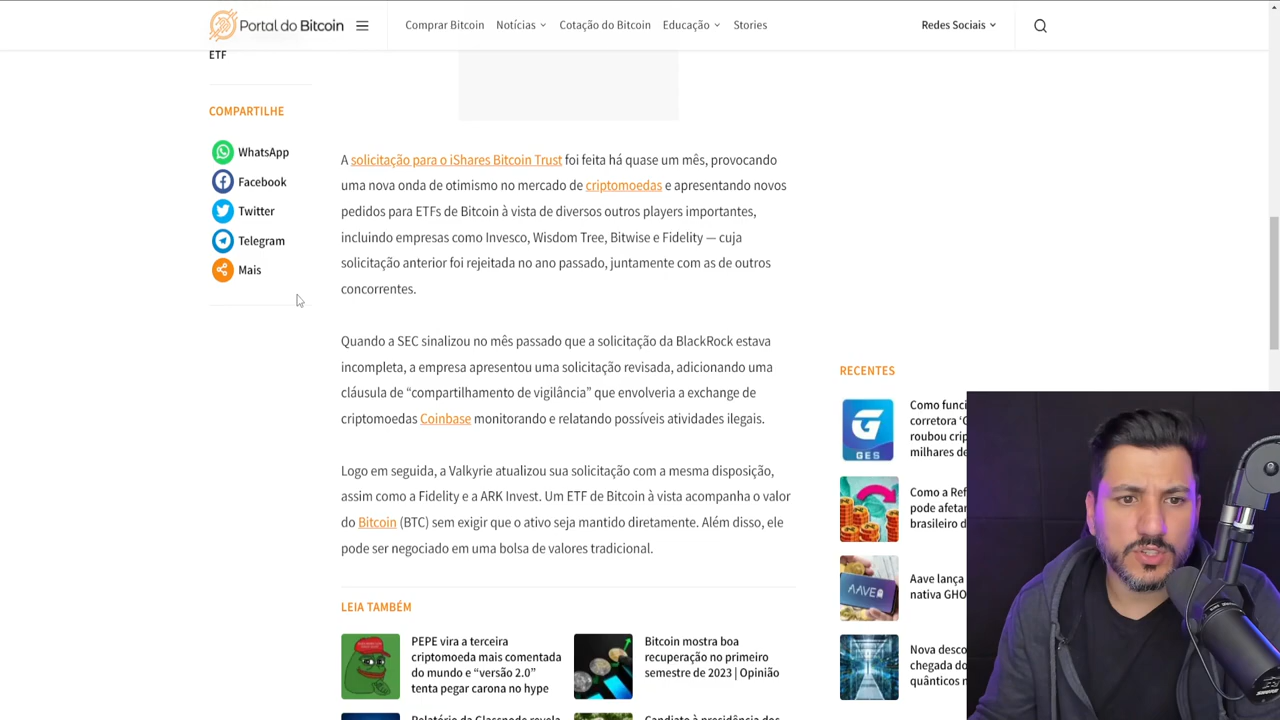 Portal do Bitcoin
Comprar Bitcoin
Notícias
Cotação do Bitcoin
Educação
Stories
Redes Sociais
ETF
COMPARTILHE
WhatsApp
Facebook
Twitter
Telegram
Mais
A solicitação para o iShares Bitcoin Trust foi feita há quase um mês, provocando
uma nova onda de otimismo no mercado de criptomoedas e apresentando novos
pedidos para ETFs de Bitcoin à vista de diversos outros players importantes,
incluindo empresas como Invesco, Wisdom Tree, Bitwise e Fidelity — cuja
solicitação anterior foi rejeitada no ano passado, juntamente com as de outros
concorrentes.
Quando a SEC sinalizou no mês passado que a solicitação da BlackRock estava
incompleta, a empresa apresentou uma solicitação revisada, adicionando uma
cláusula de “compartilhamento de vigilância” que envolveria a exchange de
criptomoedas Coinbase monitorando e relatando possíveis atividades ilegais.
Logo em seguida, a Valkyrie atualizou sua solicitação com a mesma disposição,
assim como a Fidelity e a ARK Invest. Um ETF de Bitcoin à vista acompanha o valor
do Bitcoin (BTC) sem exigir que o ativo seja mantido diretamente. Além disso, ele
pode ser negociado em uma bolsa de valores tradicional.
LEIA TAMBÉM
PEPE vira a terceira
criptomoeda mais comentada
do mundo e “versão 2.0”
tenta pegar carona no hype
Bitcoin mostra boa
recuperação no primeiro
semestre de 2023 | Opinião
Relatório da Glassnode revela
Candidato à presidência dos
RECENTES
GES
Como funci
corretora ‘
roubou crip
milhares de
Como a Ref
pode afetar
brasileiro d
AAVE
Aave lança
nativa GHO
Nova desco
chegada do
quânticos n